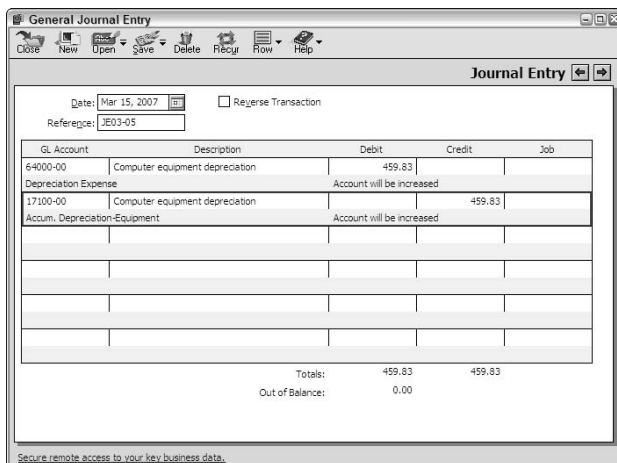 General Journal Entry
Close New Open Save Delete Recur Row Help
Journal Entry
Date: Mar 15, 2007 Reverse Transaction
Reference: JE03-05
GL Account Description Debit Credit Job
64000-00 Computer equipment depreciation 459.83
Depreciation Expense Account will be increased
17100-00 Computer equipment depreciation 459.83
Accum. Depreciation-Equipment Account will be increased
Totals: 459.83 459.83
Out of Balance: 0.00
Secure remote access to your key business data.